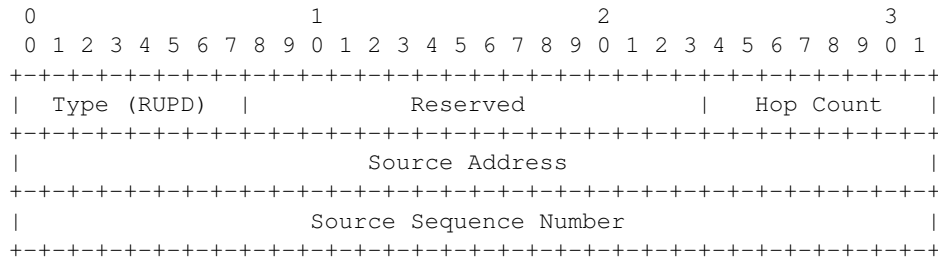 0                   1                   2                   3
 0 1 2 3 4 5 6 7 8 9 0 1 2 3 4 5 6 7 8 9 0 1 2 3 4 5 6 7 8 9 0 1
+-+-+-+-+-+-+-+-+-+-+-+-+-+-+-+-+-+-+-+-+-+-+-+-+-+-+-+-+-+-+-+-+
|  Type (RUPD)  |           Reserved            |   Hop Count   |
+-+-+-+-+-+-+-+-+-+-+-+-+-+-+-+-+-+-+-+-+-+-+-+-+-+-+-+-+-+-+-+-+
|                        Source Address                         |
+-+-+-+-+-+-+-+-+-+-+-+-+-+-+-+-+-+-+-+-+-+-+-+-+-+-+-+-+-+-+-+-+
|                    Source Sequence Number                     |
+-+-+-+-+-+-+-+-+-+-+-+-+-+-+-+-+-+-+-+-+-+-+-+-+-+-+-+-+-+-+-+-+